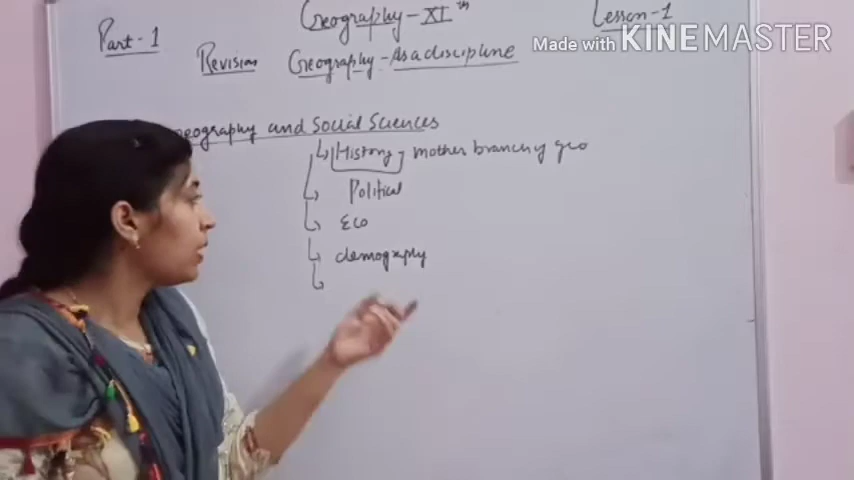 Geography - XI th
Lesson - 1
Part - 1
Made with KINEMASTER
Revision Geography - As a discipline
eography and Social Sciences
History - mother branch of geo
Political
Eco
demography